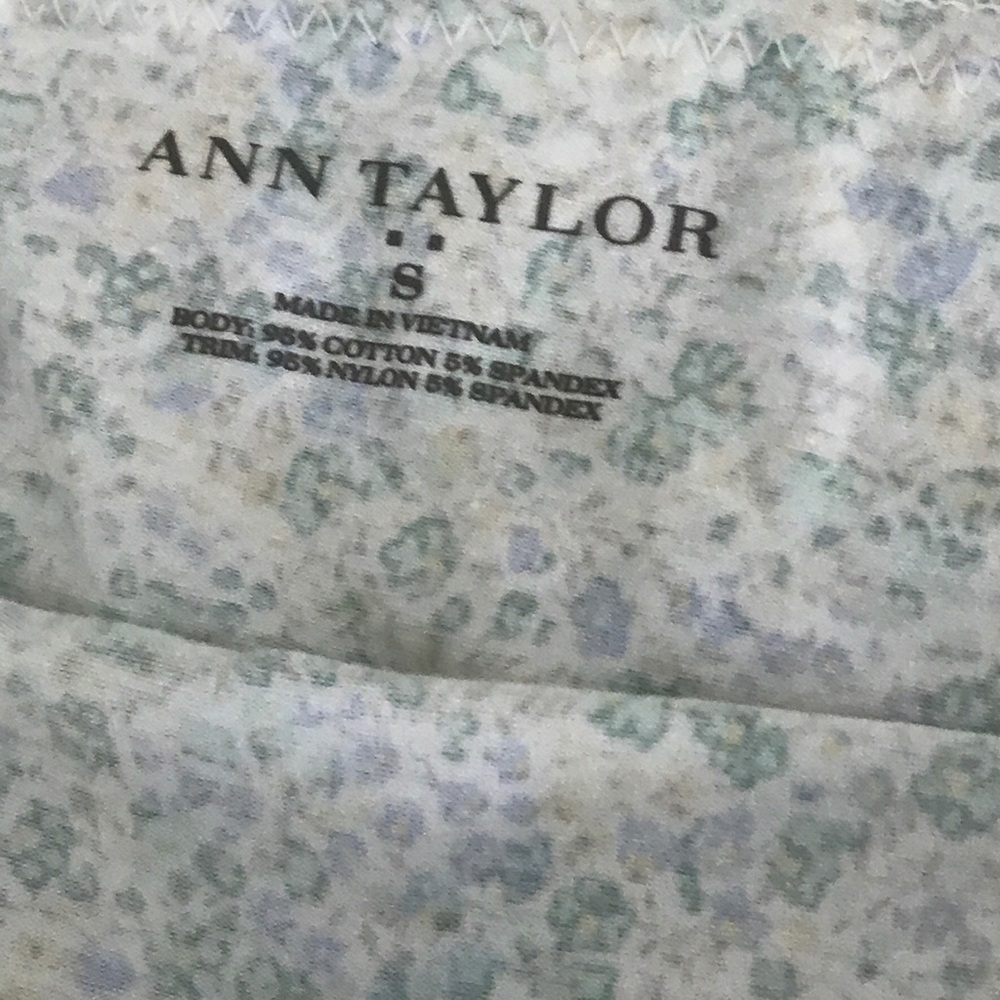 ANN TAYLOR
S
MADE IN VIETNAM
BODY: 95% COTTON 5% SPANDEX
TRIM: 95% NYLON 5% SPANDEX